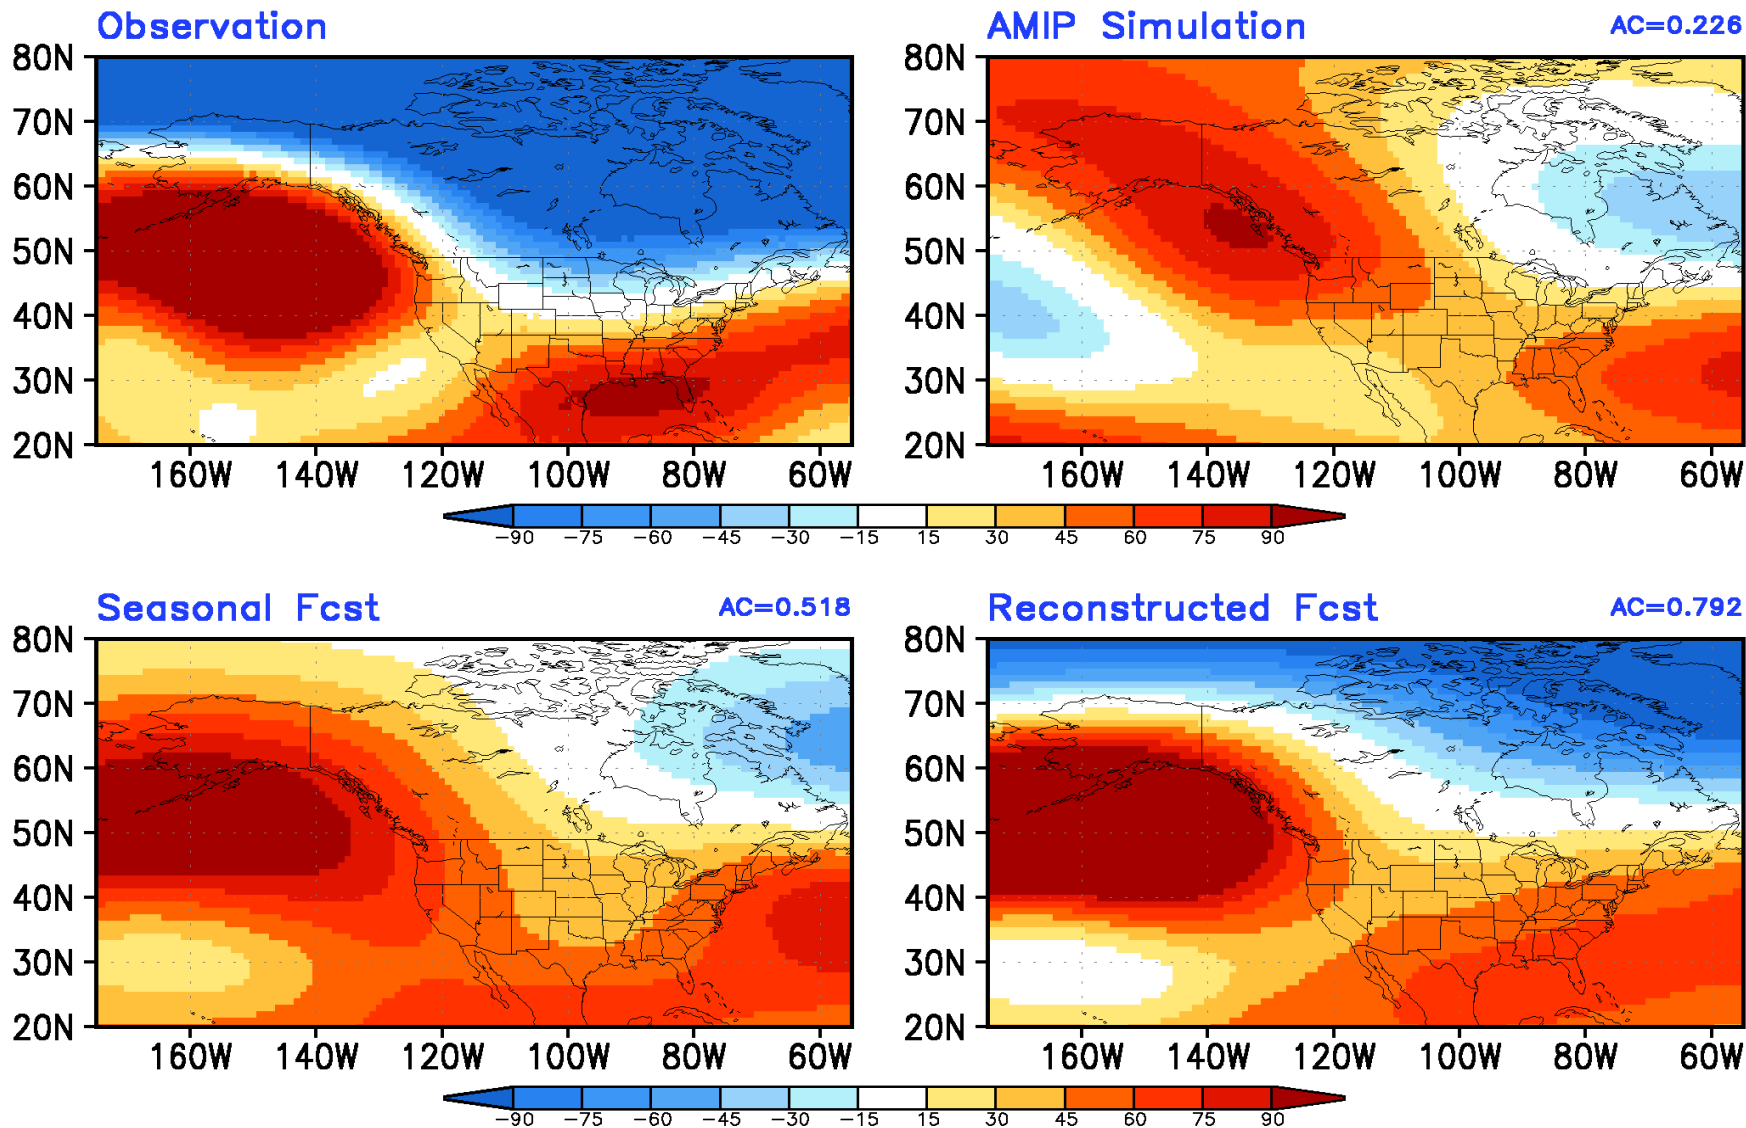 Observation
AMIP Simulation AC=0.226
80N 80N
70N 70N
60N 60N
50N 50N
40N 40N
30N 30N
20N 20N
160W 140W 120W 100W 80W 60W 160W 140W 120W 100W 80W 60W
-90 -75 -60 -45 -30 -15 15 30 45 60 75 90
Seasonal Fcst AC=0.518
Reconstructed Fcst AC=0.792
80N 80N
70N 70N
60N 60N
50N 50N
40N 40N
30N 30N
20N 20N
160W 140W 120W 100W 80W 60W 160W 140W 120W 100W 80W 60W
-90 -75 -60 -45 -30 -15 15 30 45 60 75 90